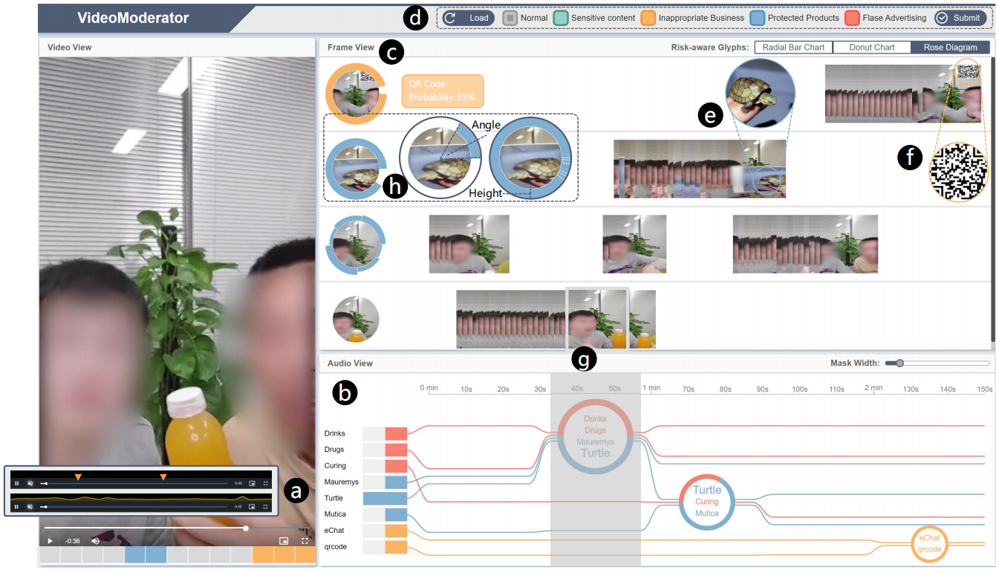 VideoModerator
d
Load
Normal
Sensitive content
Inappropriate Business
Protected Products
Flase Advertising
Submit
Video View
Frame View
c
Risk-aware Glyphs:
Radial Bar Chart
Donut Chart
Rose Diagram
QR Code
Probability: 95%
e
Angle
f
h
Height
g
Audio View
Mask Width:
b
0 min
10s
20s
30s
40s
50s
1 min
70s
80s
90s
100s
110s
2 min
130s
140s
150s
Drinks
Drugs
Curing
Mauremys
Turtle
Mutica
eChat
qrcode
Drinks
Drugs
Mauremys
Turtle
Turtle
Curing
Mutica
eChat
qrcode
a
-0:36